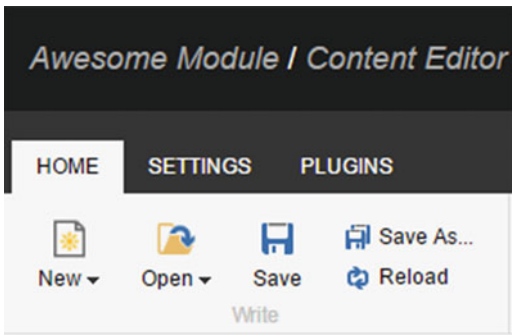 Awesome Module / Content Editor
HOME SETTINGS PLUGINS
New Open Save Save As...
Reload
Write